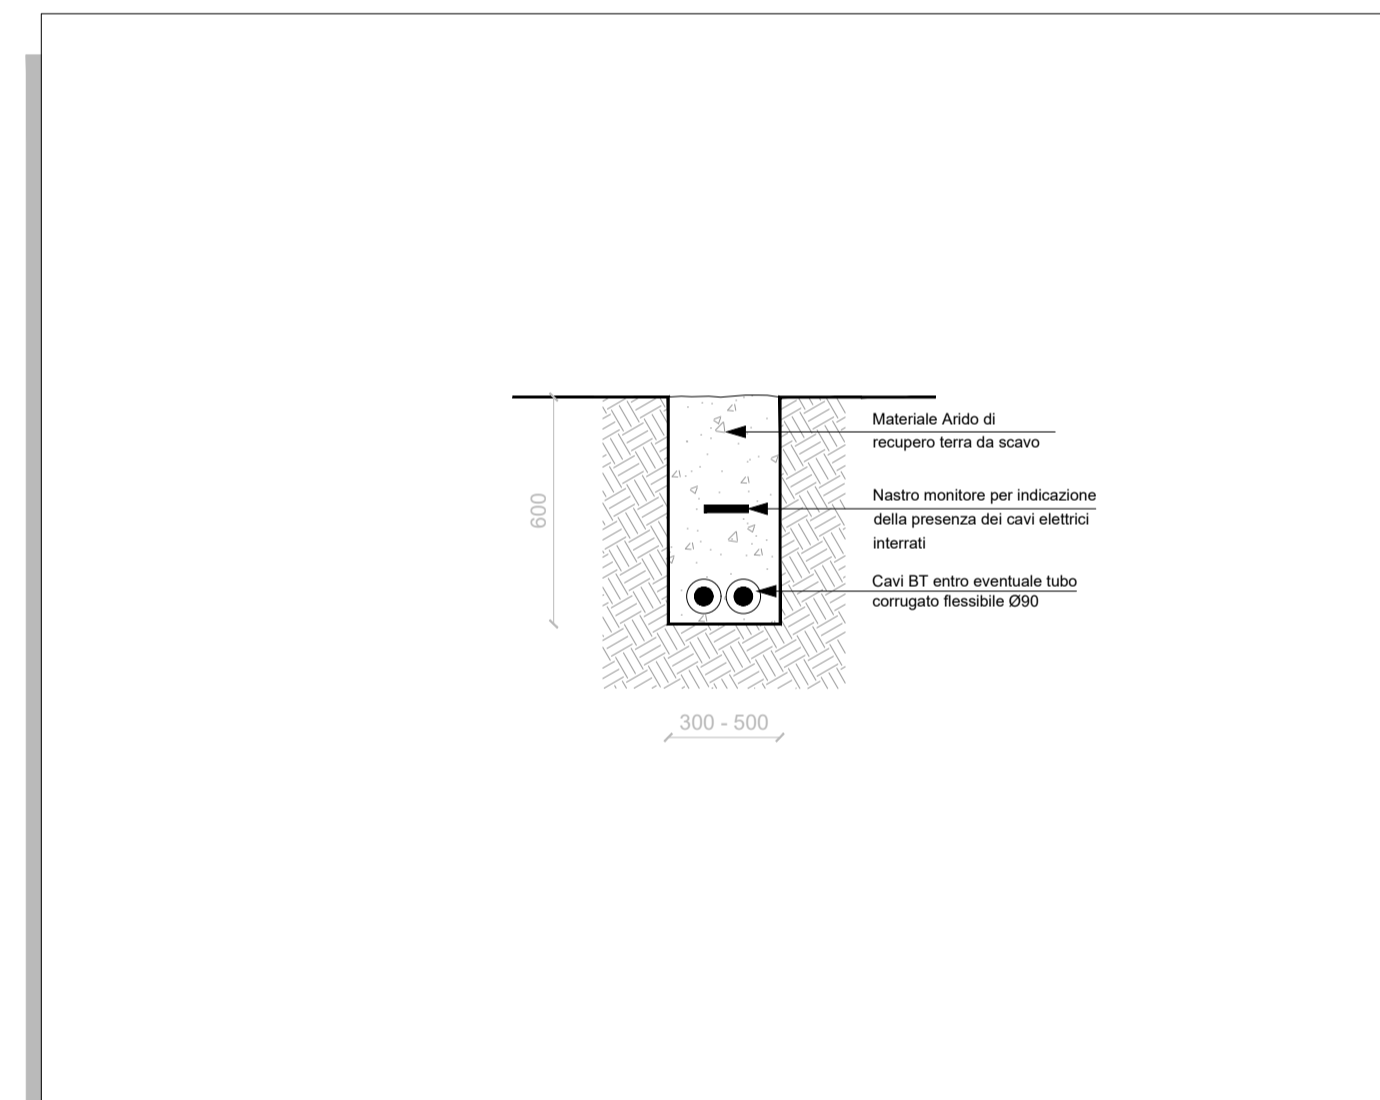 Materiale Arido di
recupero terra da scavo
Nastro monitore per indicazione
della presenza dei cavi elettrici
interrati
Cavi BT entro eventuale tubo
corrugato flessibile Ø90
600
300 - 500